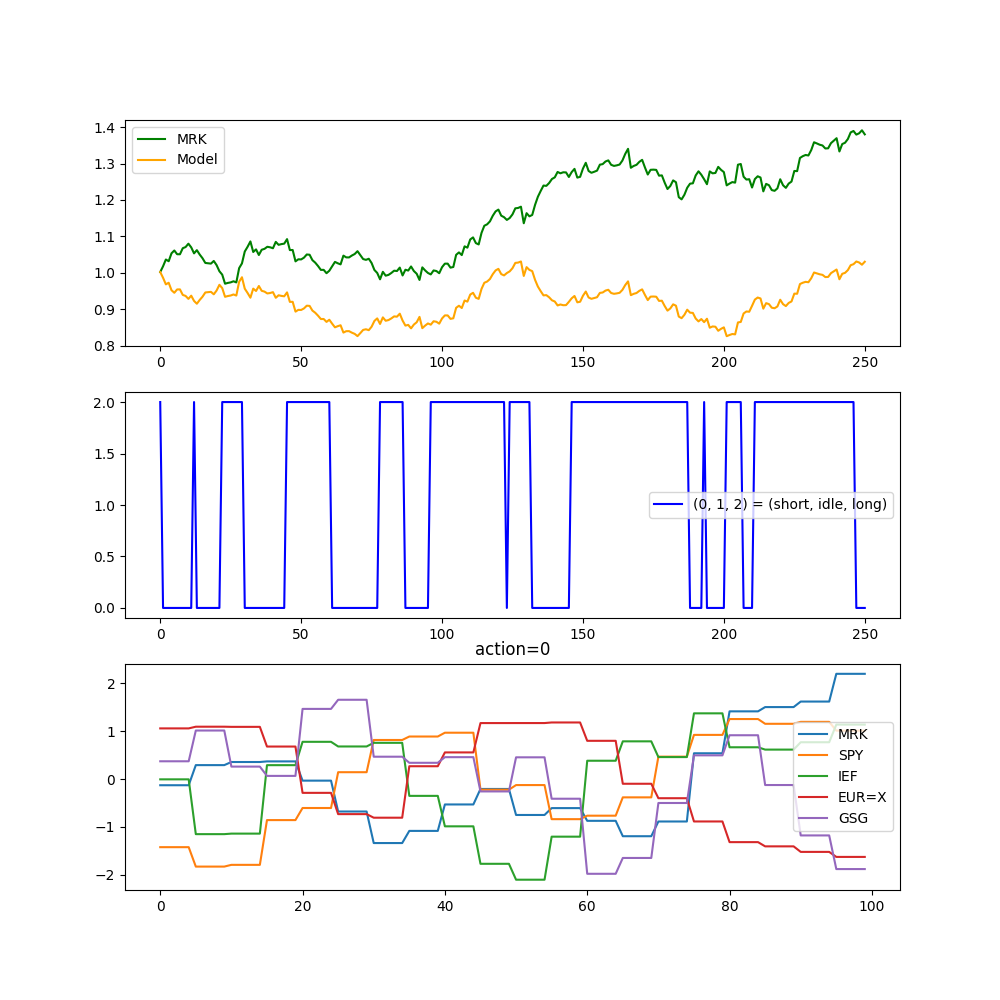 1.4
1.3
1.2
1.1
1.0
0.9
0.8
MRK
Model
0 50 100 150 200 250
2.0
1.5
1.0
0.5
0.0
(0, 1, 2) = (short, idle, long)
0 50 100 150 200 250
action=0
2
1
0
−1
−2
MRK
SPY
IEF
EUR=X
GSG
0 20 40 60 80 100